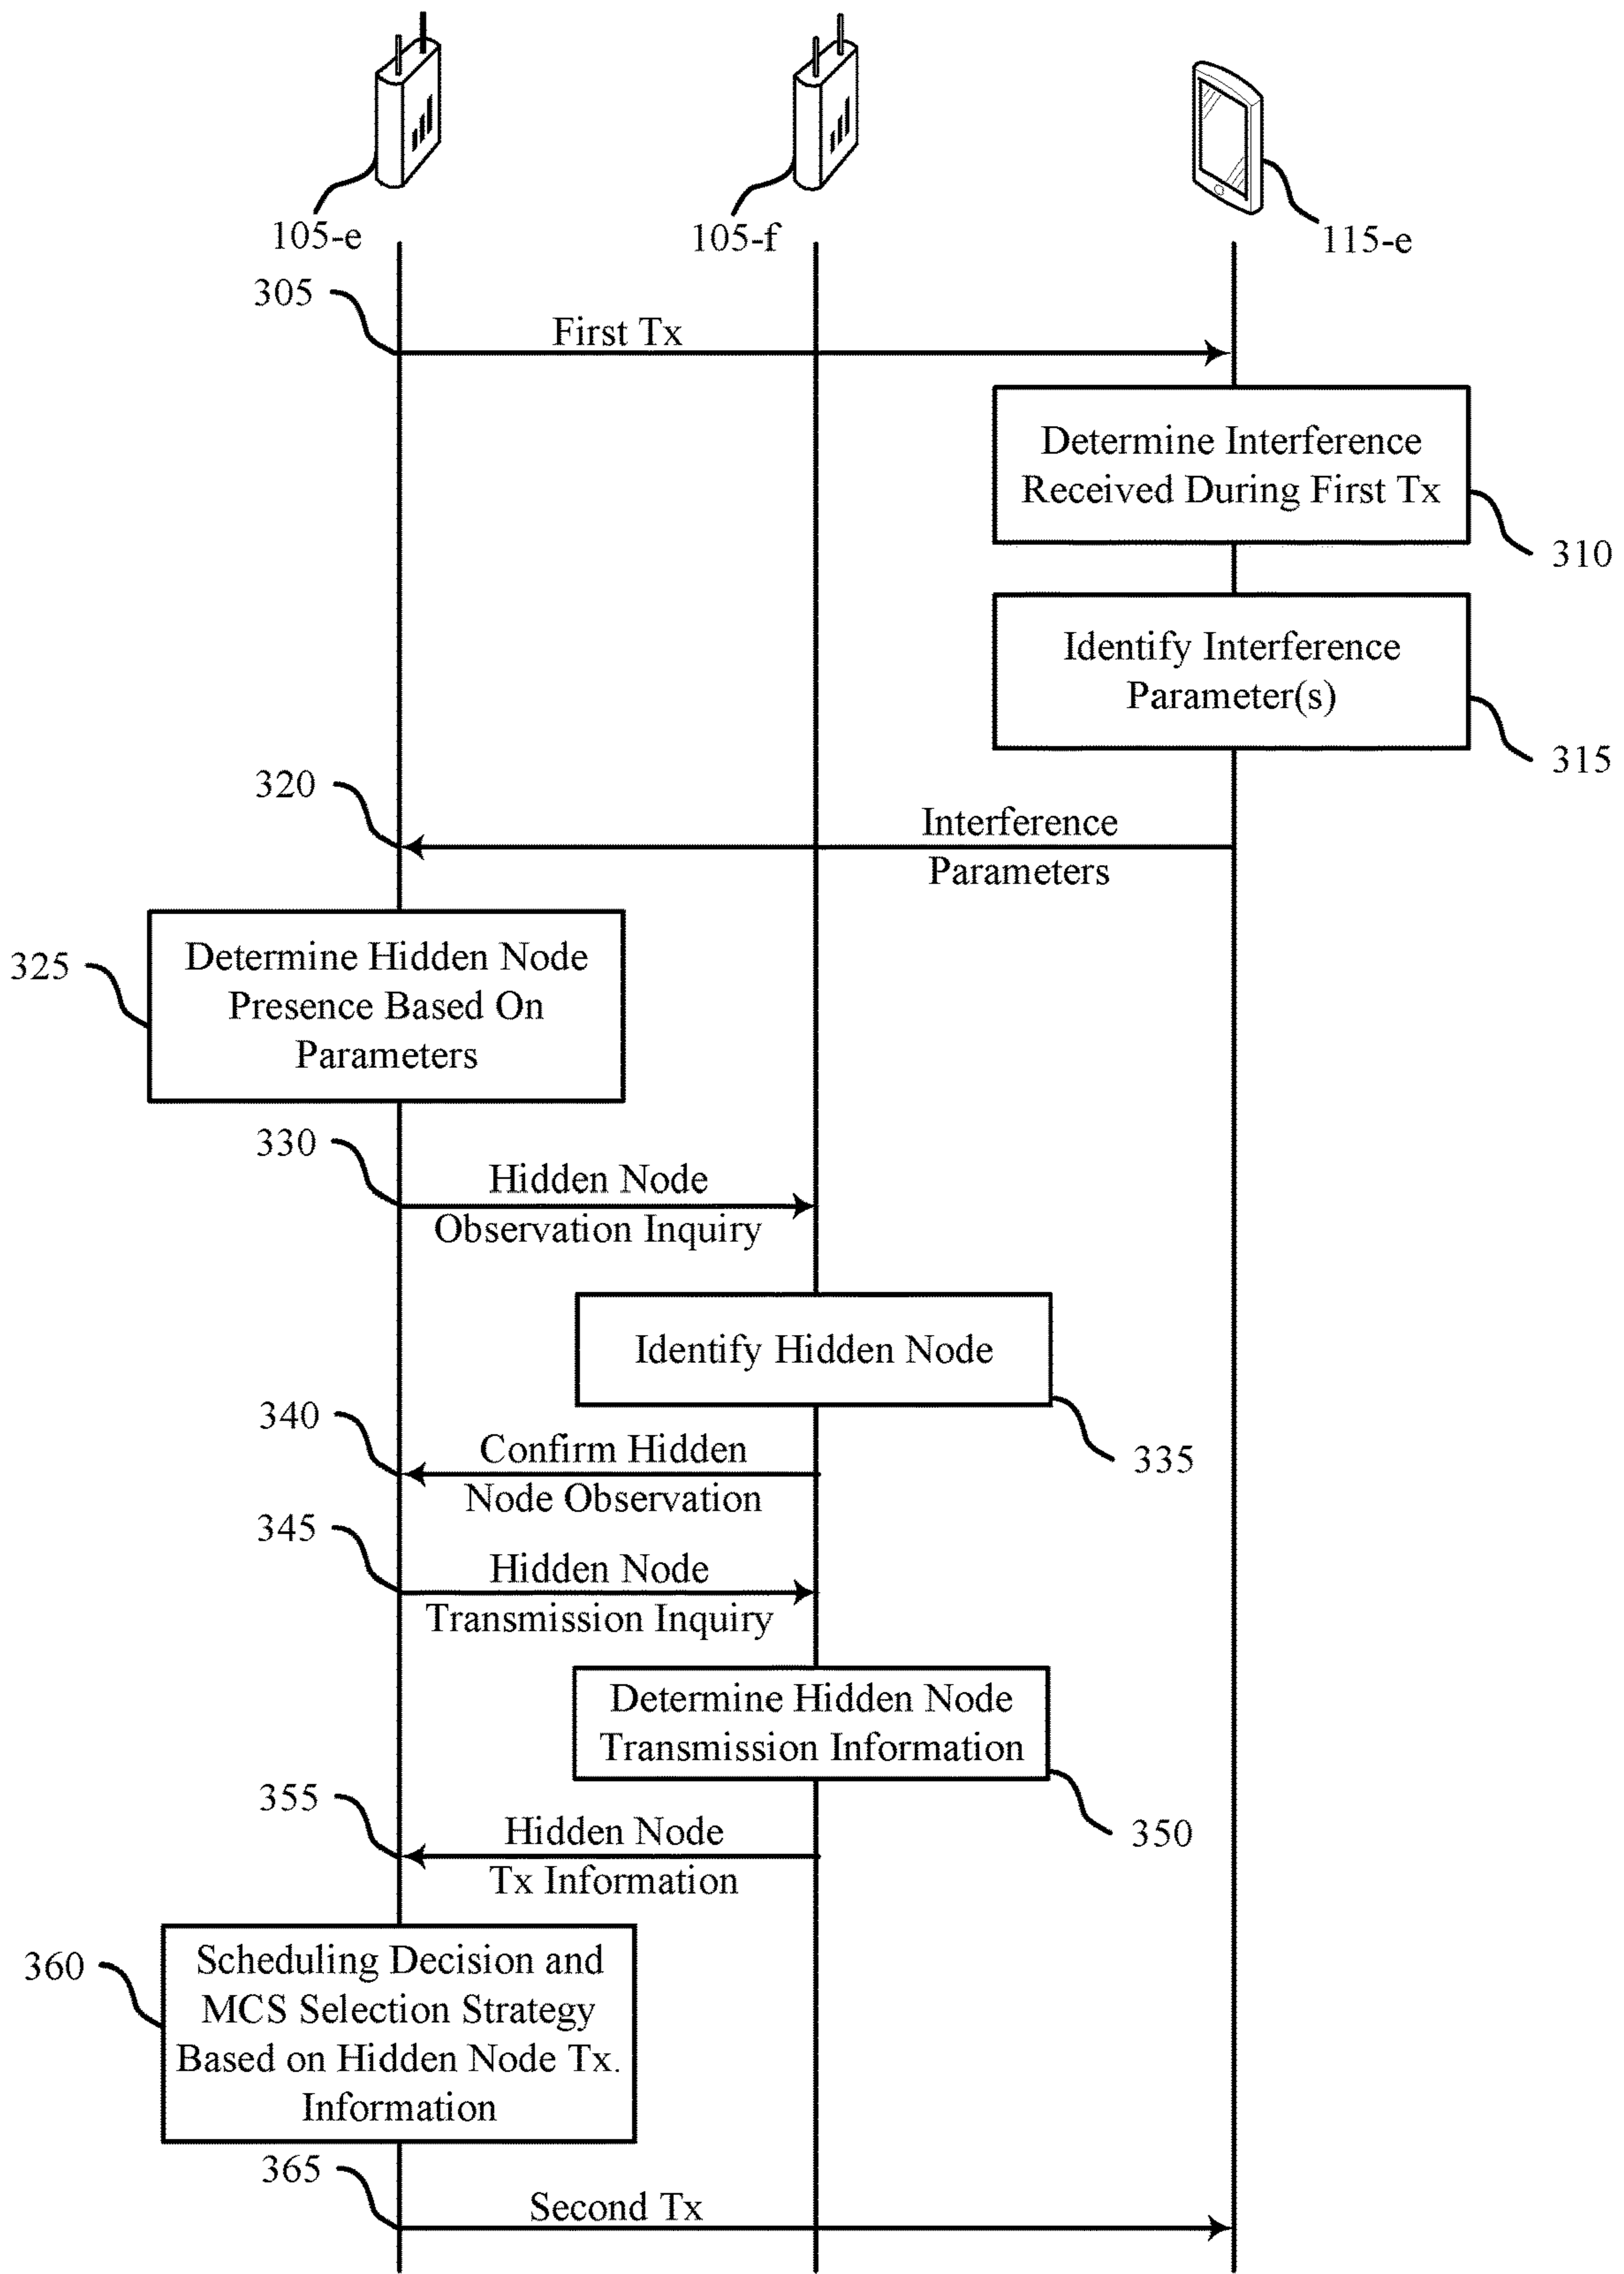 105-e
105-f
115-e
305
First Tx
Determine Interference
Received During First Tx
310
Identify Interference
Parameter(s)
315
320
Interference
Parameters
325
Determine Hidden Node
Presence Based On
Parameters
330
Hidden Node
Observation Inquiry
Identify Hidden Node
335
340
Confirm Hidden
Node Observation
345
Hidden Node
Transmission Inquiry
Determine Hidden Node
Transmission Information
350
355
Hidden Node
Tx Information
360
Scheduling Decision and
MCS Selection Strategy
Based on Hidden Node Tx.
Information
365
Second Tx